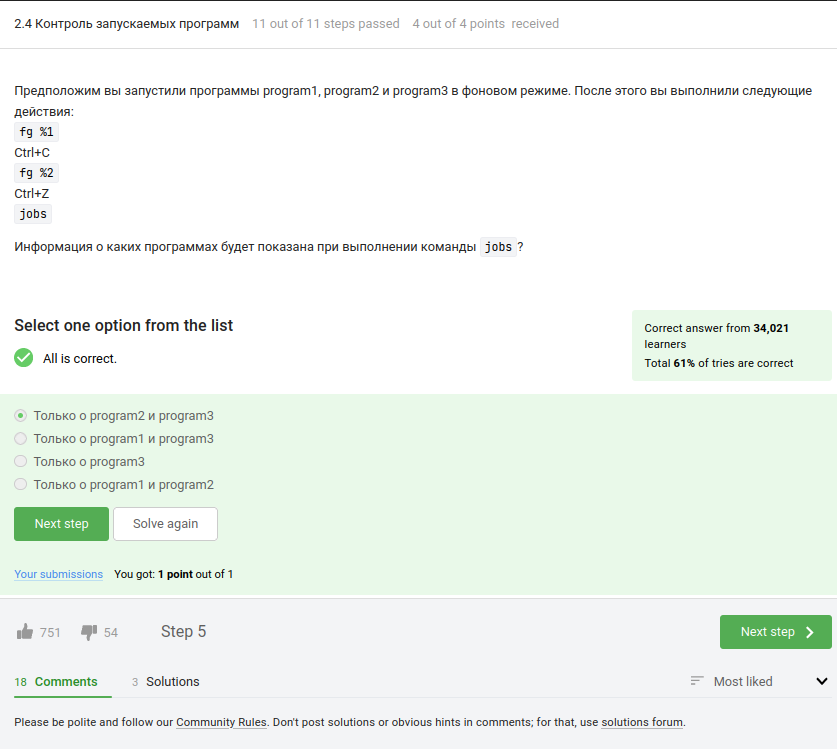 2.4 Контроль запускаемых программ 11 out of 11 steps passed 4 out of 4 points received
Предположим вы запустили программы program1, program2 и program3 в фоновом режиме. После этого вы выполнили следующие
действия:
fg %1
Ctrl+C
fg %2
Ctrl+Z
jobs
Информация о каких программах будет показана при выполнении команды jobs ?
Select one option from the list
All is correct.
Correct answer from 34,021
learners
Total 61% of tries are correct
Только о program2 и program3
Только о program1 и program3
Только о program3
Только о program1 и program2
Next step Solve again
Your submissions You got: 1 point out of 1
751 54 Step 5 Next step
18 Comments 3 Solutions Most liked
Please be polite and follow our Community Rules. Don't post solutions or obvious hints in comments; for that, use solutions forum.